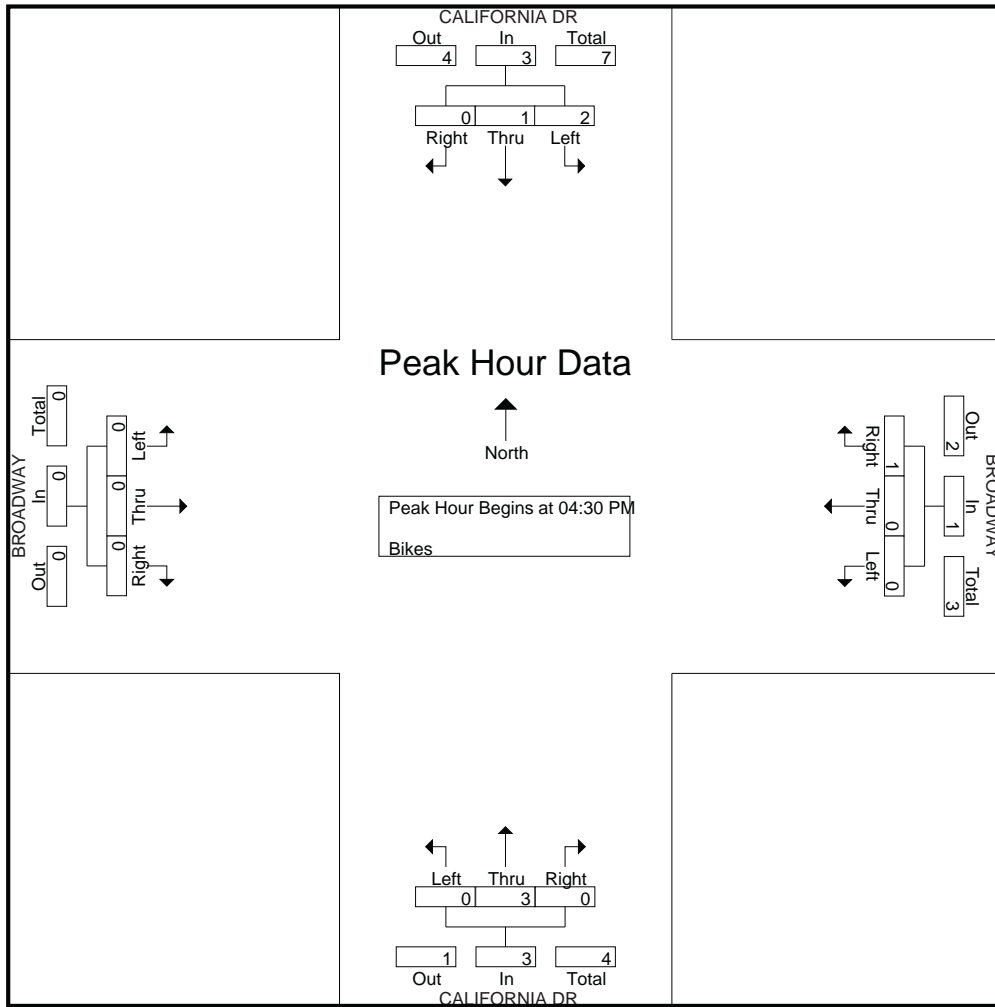 CALIFORNIA DR
Out In Total
4 3 7
0 1 2
Right Thru Left
Peak Hour Data
North
Peak Hour Begins at 04:30 PM
Bikes
BROADWAY
Out In Total
0 0 0
0 0 0
Left Thru Right
BROADWAY
Out In Total
2 1 3
Right Thru Left
1 0 0
Left Thru Right
0 3 0
1 3 4
Out In Total
CALIFORNIA DR